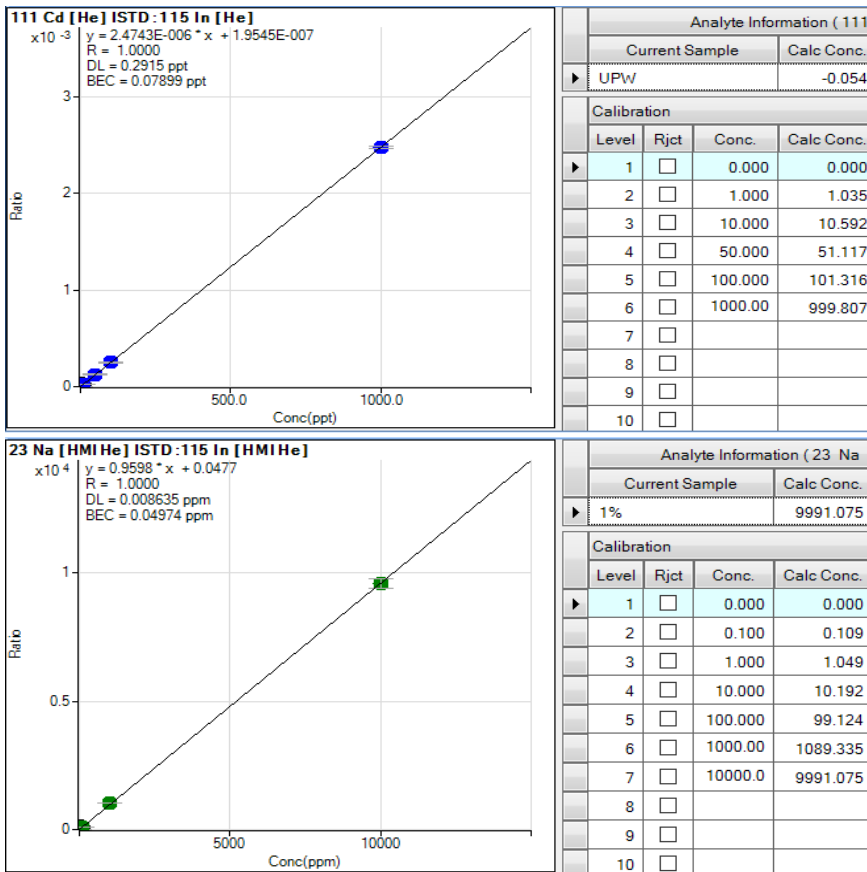 111 Cd [He] ISTD:115 In [He]
x10 -3
y = 2.4743E-006 * x + 1.9545E-007
R = 1.0000
DL = 0.2915 ppt
BEC = 0.07899 ppt
3
2
1
0
Ratio
500.0 1000.0
Conc(ppt)
Analyte Information ( 111
Current Sample Calc Conc.
UPW -0.054
Calibration
Level Rjct Conc. Calc Conc.
1 0.000 0.000
2 1.000 1.035
3 10.000 10.592
4 50.000 51.117
5 100.000 101.316
6 1000.00 999.807
7
8
9
10
23 Na [HMI He] ISTD:115 In [HMI He]
x10 4
y = 0.9598 * x + 0.0477
R = 1.0000
DL = 0.008635 ppm
BEC = 0.04974 ppm
1
0.5
0
Ratio
5000 10000
Conc(ppm)
Analyte Information ( 23 Na
Current Sample Calc Conc.
1% 9991.075
Calibration
Level Rjct Conc. Calc Conc.
1 0.000 0.000
2 0.100 0.109
3 1.000 1.049
4 10.000 10.192
5 100.000 99.124
6 1000.00 1089.335
7 10000.0 9991.075
8
9
10